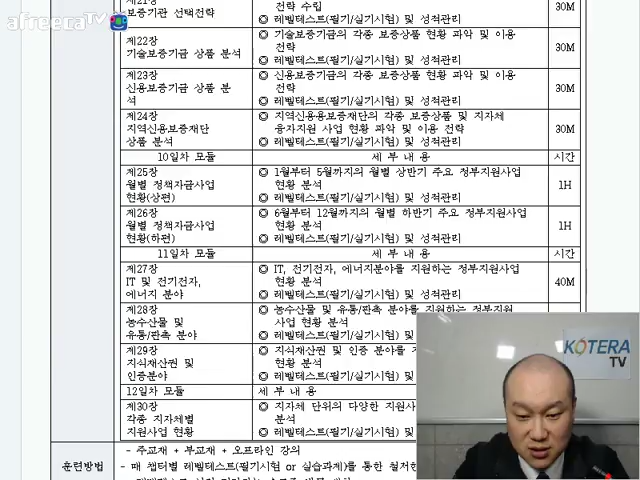 afreecaTV
제21장
보증기관 선택전략
전략 수립
◎ 레벨테스트(필기/실기시험) 및 성적관리
30M
제22장
기술보증기금 상품 분석
◎ 기술보증기금의 각종 보증상품 현황 파악 및 이용
전략
◎ 레벨테스트(필기/실기시험) 및 성적관리
30M
제23장
신용보증기금 상품 분
석
◎ 신용보증기금의 각종 보증상품 현황 파악 및 이용
전략
◎ 레벨테스트(필기/실기시험) 및 성적관리
30M
제24장
지역신용보증재단
상품 분석
◎ 지역신용용보증재단의 각종 보증상품 및 지자체
융자지원 사업 현황 파악 및 이용 전략
◎ 레벨테스트(필기/실기시험) 및 성적관리
30M
10일차 모듈
세 부 내 용
시간
제25장
월별 정책자금사업
현황(상편)
◎ 1월부터 5월까지의 월별 상반기 주요 정부지원사업
현황 분석
◎ 레벨테스트(필기/실기시험) 및 성적관리
1H
제26장
월별 정책자금사업
현황(하편)
◎ 6월부터 12월까지의 월별 하반기 주요 정부지원사업
현황 분석
◎ 레벨테스트(필기/실기시험) 및 성적관리
1H
11일차 모듈
세 부 내 용
시간
제27장
IT 및 전기전자,
에너지 분야
◎ IT, 전기전자, 에너지분야를 지원하는 정부지원사업
현황 분석
◎ 레벨테스트(필기/실기시험) 및 성적관리
40M
제28장
농수산물 및
유통/판촉 분야
◎ 농수산물 및 유통/판촉 분야를 지원하는 정부지원
사업 현황 분석
◎ 레벨테스트(필기/실기시험) 및
제29장
지식재산권 및
인증분야
◎ 지식재산권 및 인증 분야를
현황 분석
◎ 레벨테스트(필기/실기시험) 및
12일차 모듈
세 부 내 용
제30장
각종 지자체별
지원사업 현황
◎ 지자체 단위의 다양한 지원사
분석
◎ 레벨테스트(필기/실기시험) 및
훈련방법
- 주교재 + 부교재 + 오프라인 강의
- 매 챕터별 레벨테스트(필기시험 or 실습과제)를 통한 철저한
KOTERA
TV